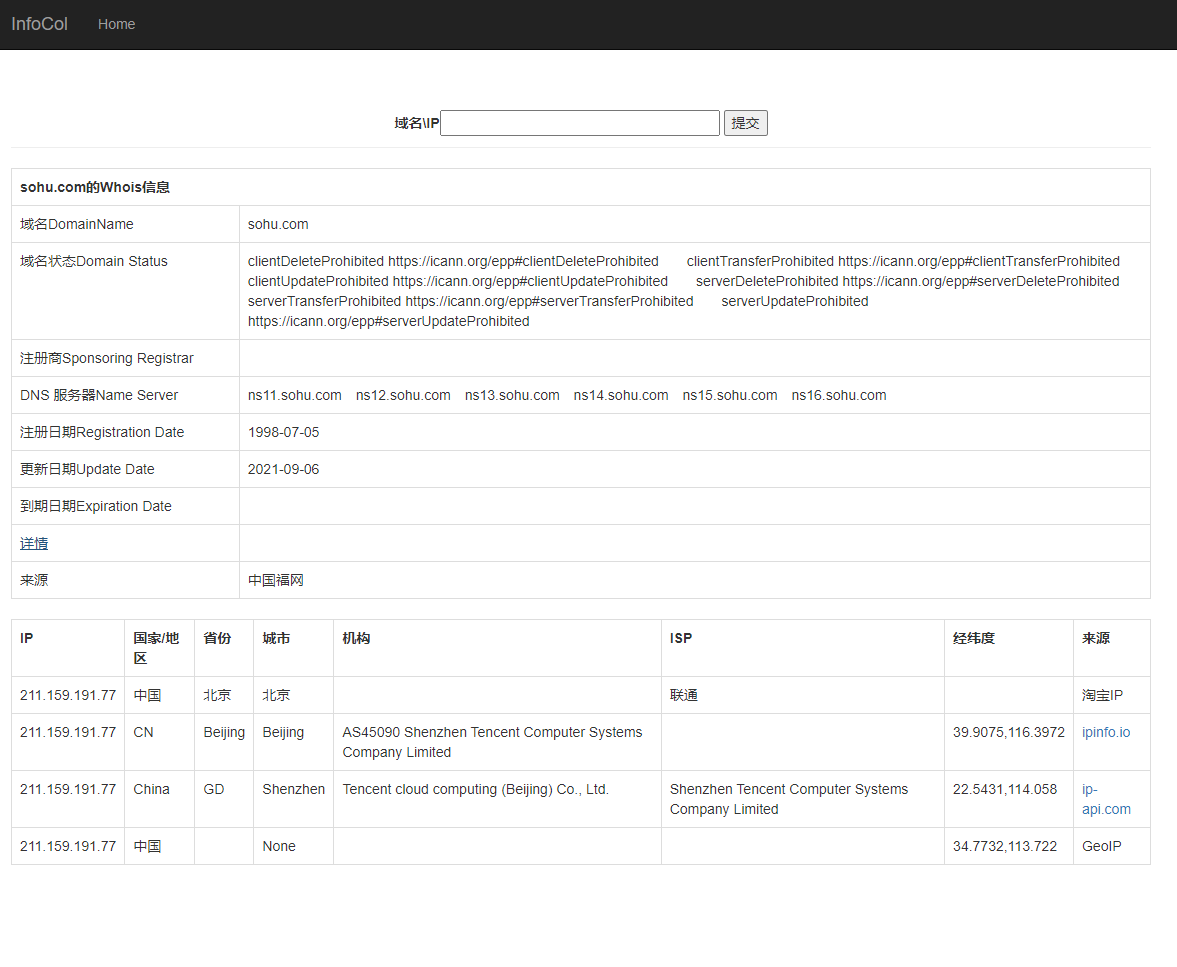 InfoCol Home
域名\IP 提交
sohu.com的Whois信息
域名DomainName sohu.com
域名状态Domain Status clientDeleteProhibited https://icann.org/epp#clientDeleteProhibited clientTransferProhibited https://icann.org/epp#clientTransferProhibited
clientUpdateProhibited https://icann.org/epp#clientUpdateProhibited serverDeleteProhibited https://icann.org/epp#serverDeleteProhibited
serverTransferProhibited https://icann.org/epp#serverTransferProhibited serverUpdateProhibited
https://icann.org/epp#serverUpdateProhibited
注册商Sponsoring Registrar
DNS 服务器Name Server ns11.sohu.com ns12.sohu.com ns13.sohu.com ns14.sohu.com ns15.sohu.com ns16.sohu.com
注册日期Registration Date 1998-07-05
更新日期Update Date 2021-09-06
到期日期Expiration Date
详情
来源 中国福网
IP 国家/地 省份 城市 机构 ISP 经纬度 来源
区
211.159.191.77 中国 北京 北京 联通 淘宝IP
211.159.191.77 CN Beijing Beijing AS45090 Shenzhen Tencent Computer Systems 39.9075,116.3972 ipinfo.io
Company Limited
211.159.191.77 China GD Shenzhen Tencent cloud computing (Beijing) Co., Ltd. Shenzhen Tencent Computer Systems 22.5431,114.058 ip-
Company Limited api.com
211.159.191.77 中国 None 34.7732,113.722 GeoIP